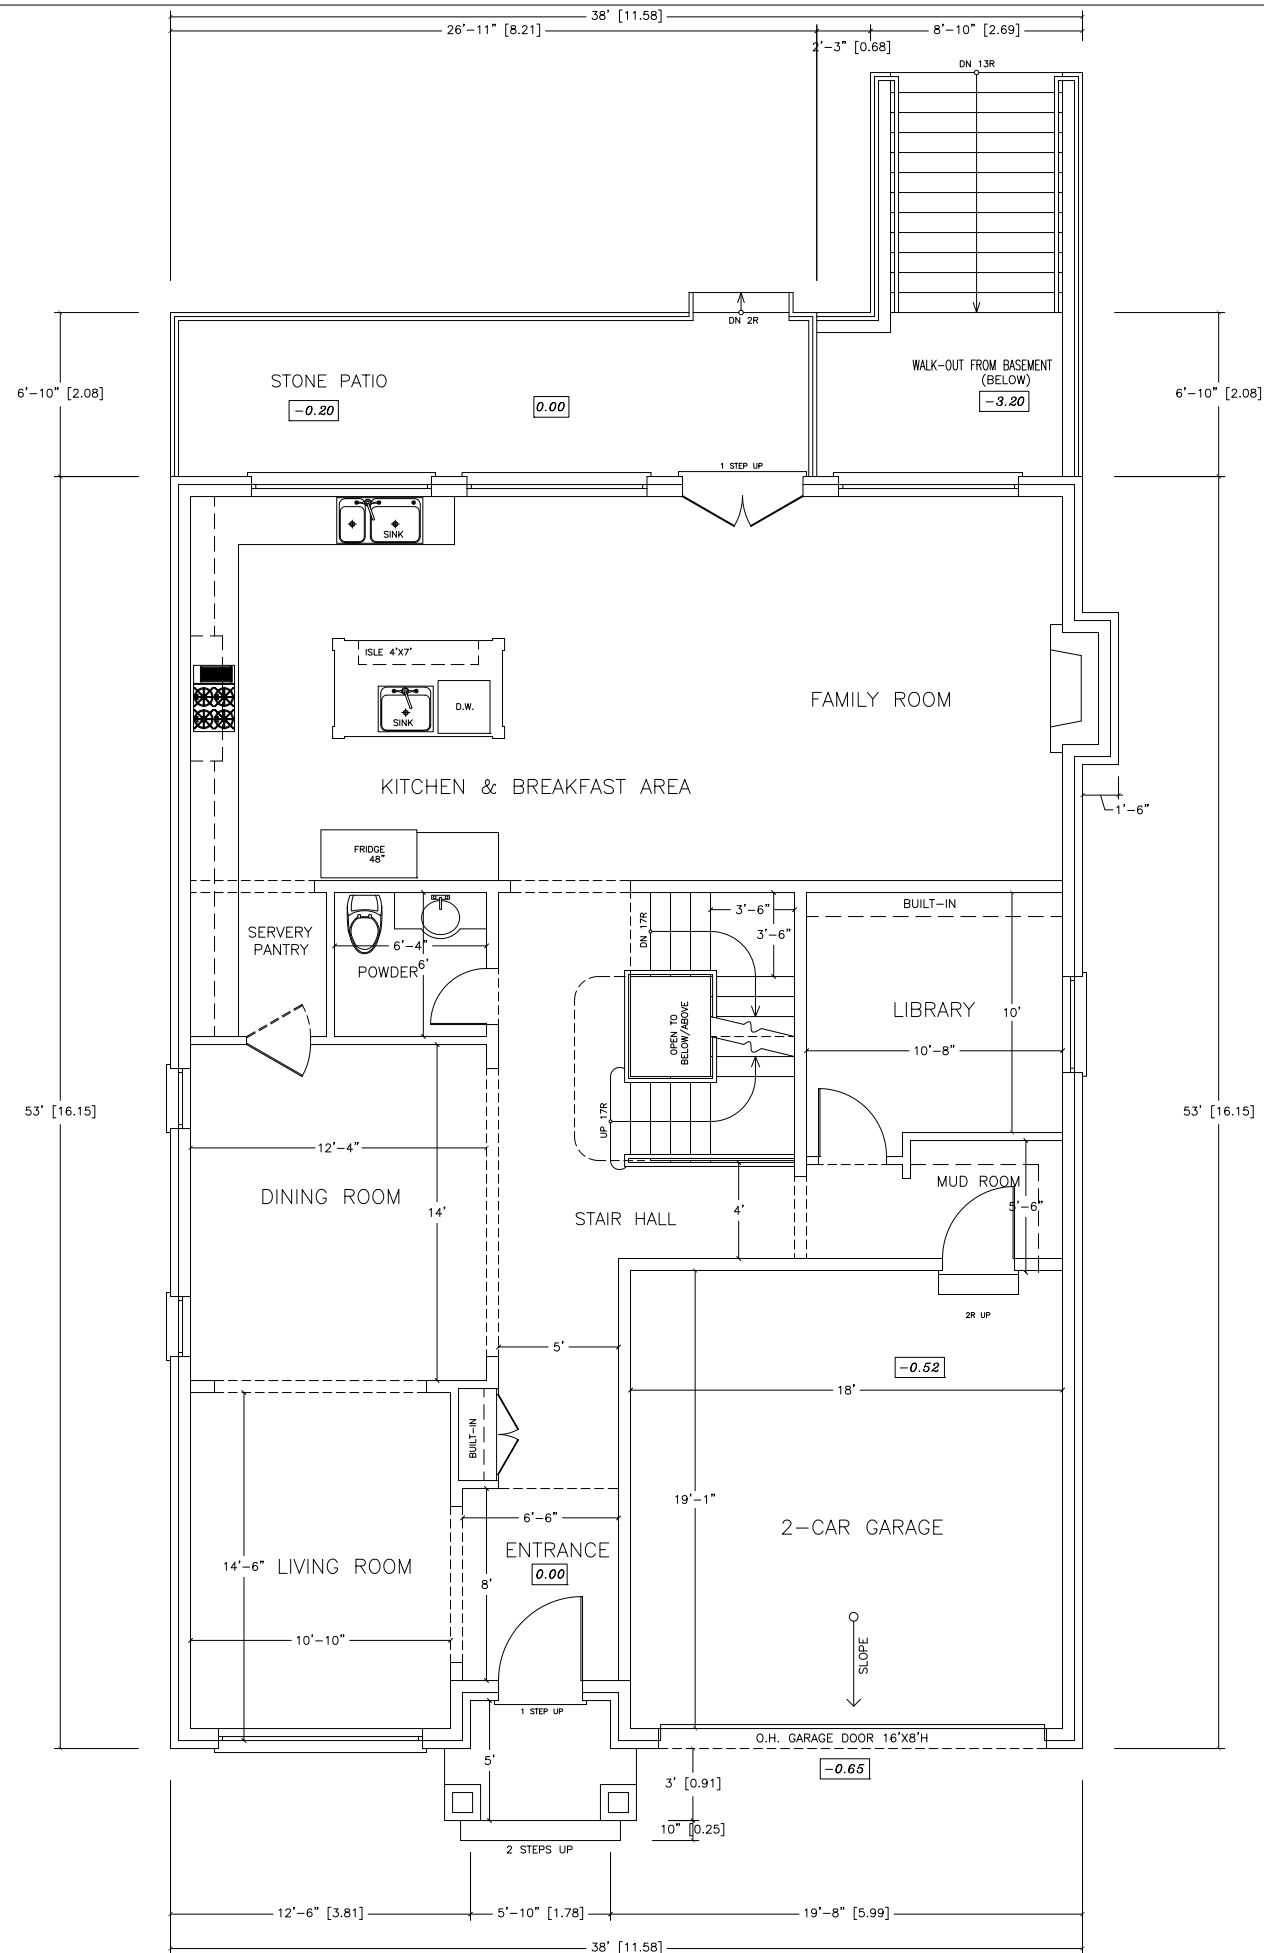 38' [11.58]
26'-11" [8.21]
2'-3" [0.68]
8'-10" [2.69]
DN 13R
DN 2R
6'-10" [2.08]
STONE PATIO
-0.20
0.00
WALK-OUT FROM BASEMENT
(BELOW)
-3.20
6'-10" [2.08]
1 STEP UP
SINK
ISLE 4'X7'
SINK
D.W.
FAMILY ROOM
KITCHEN & BREAKFAST AREA
1'-6"
FRIDGE
48"
SERVERY
PANTRY
6'-4"
6'
POWDER
DN 17R
3'-6"
3'-6"
BUILT-IN
OPEN TO
BELOW/ABOVE
LIBRARY
10'
10'-8"
53' [16.15]
53' [16.15]
UP 17R
12'-4"
DINING ROOM
14'
STAIR HALL
4'
MUD ROOM
5'-6"
2R UP
5'
-0.52
18'
BUILT-IN
19'-1"
6'-6"
2-CAR GARAGE
ENTRANCE
0.00
14'-6"
LIVING ROOM
8'
10'-10"
SLOPE
1 STEP UP
O.H. GARAGE DOOR 16'X8'H
5'
-0.65
3' [0.91]
10" [0.25]
2 STEPS UP
12'-6" [3.81]
5'-10" [1.78]
19'-8" [5.99]
38' [11.58]